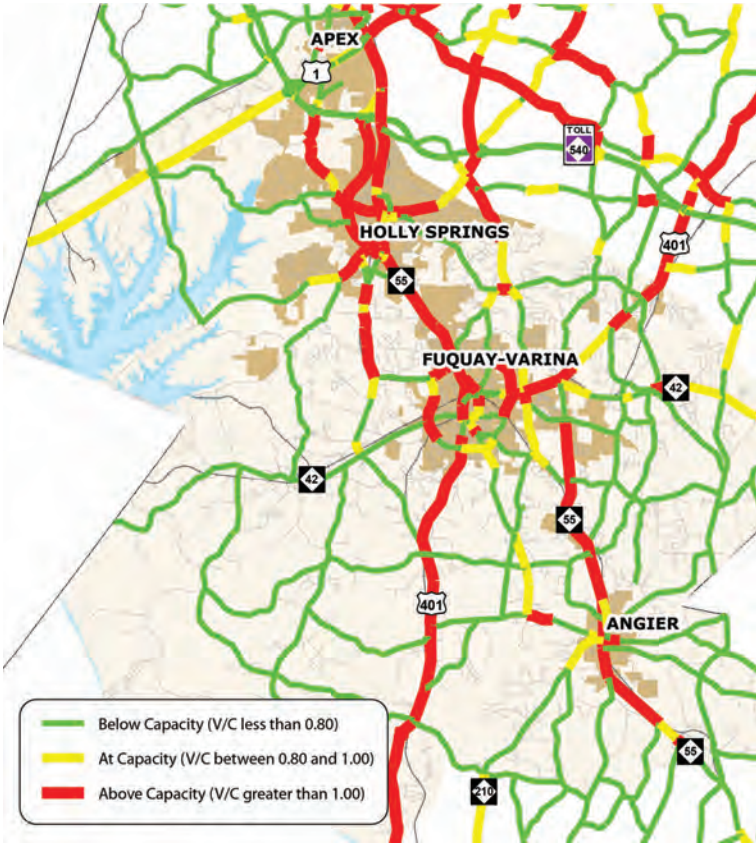 APEX
1
TOLL
540
HOLLY SPRINGS
401
55
FUQUAY-VARINA
42
42
55
401
ANGIER
Below Capacity (V/C less than 0.80)
At Capacity (V/C between 0.80 and 1.00)
Above Capacity (V/C greater than 1.00)
55
210